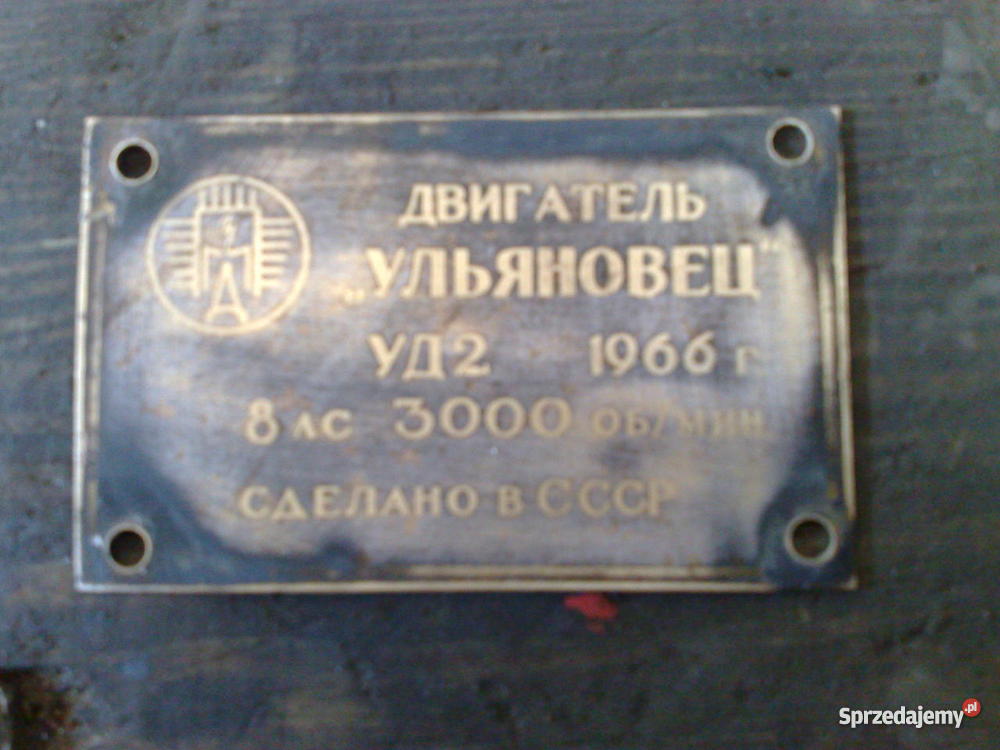 ДВИГАТЕЛЬ
„УЛЬЯНОВЕЦ"
УД2 1966 г
8 лс 3000 об/мин
СДЕЛАНО В СССР
Sprzedajemy.pl